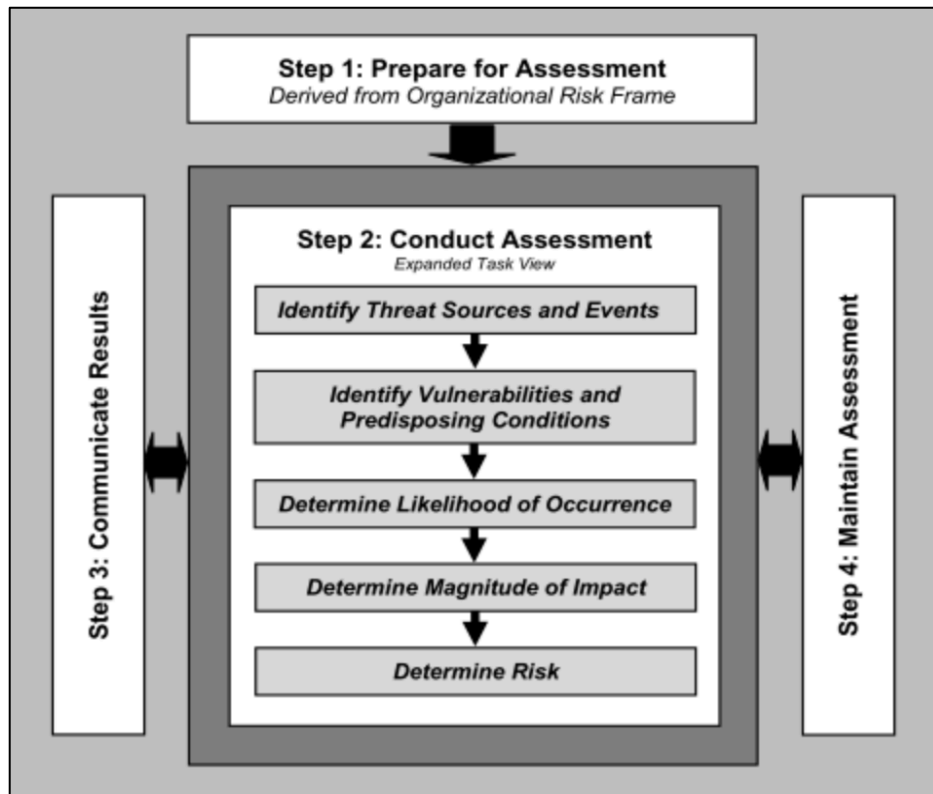 Step 1: Prepare for Assessment
Derived from Organizational Risk Frame
Step 2: Conduct Assessment
Expanded Task View
Identify Threat Sources and Events
Identify Vulnerabilities and
Predisposing Conditions
Determine Likelihood of Occurrence
Determine Magnitude of Impact
Determine Risk
Step 3: Communicate Results
Step 4: Maintain Assessment